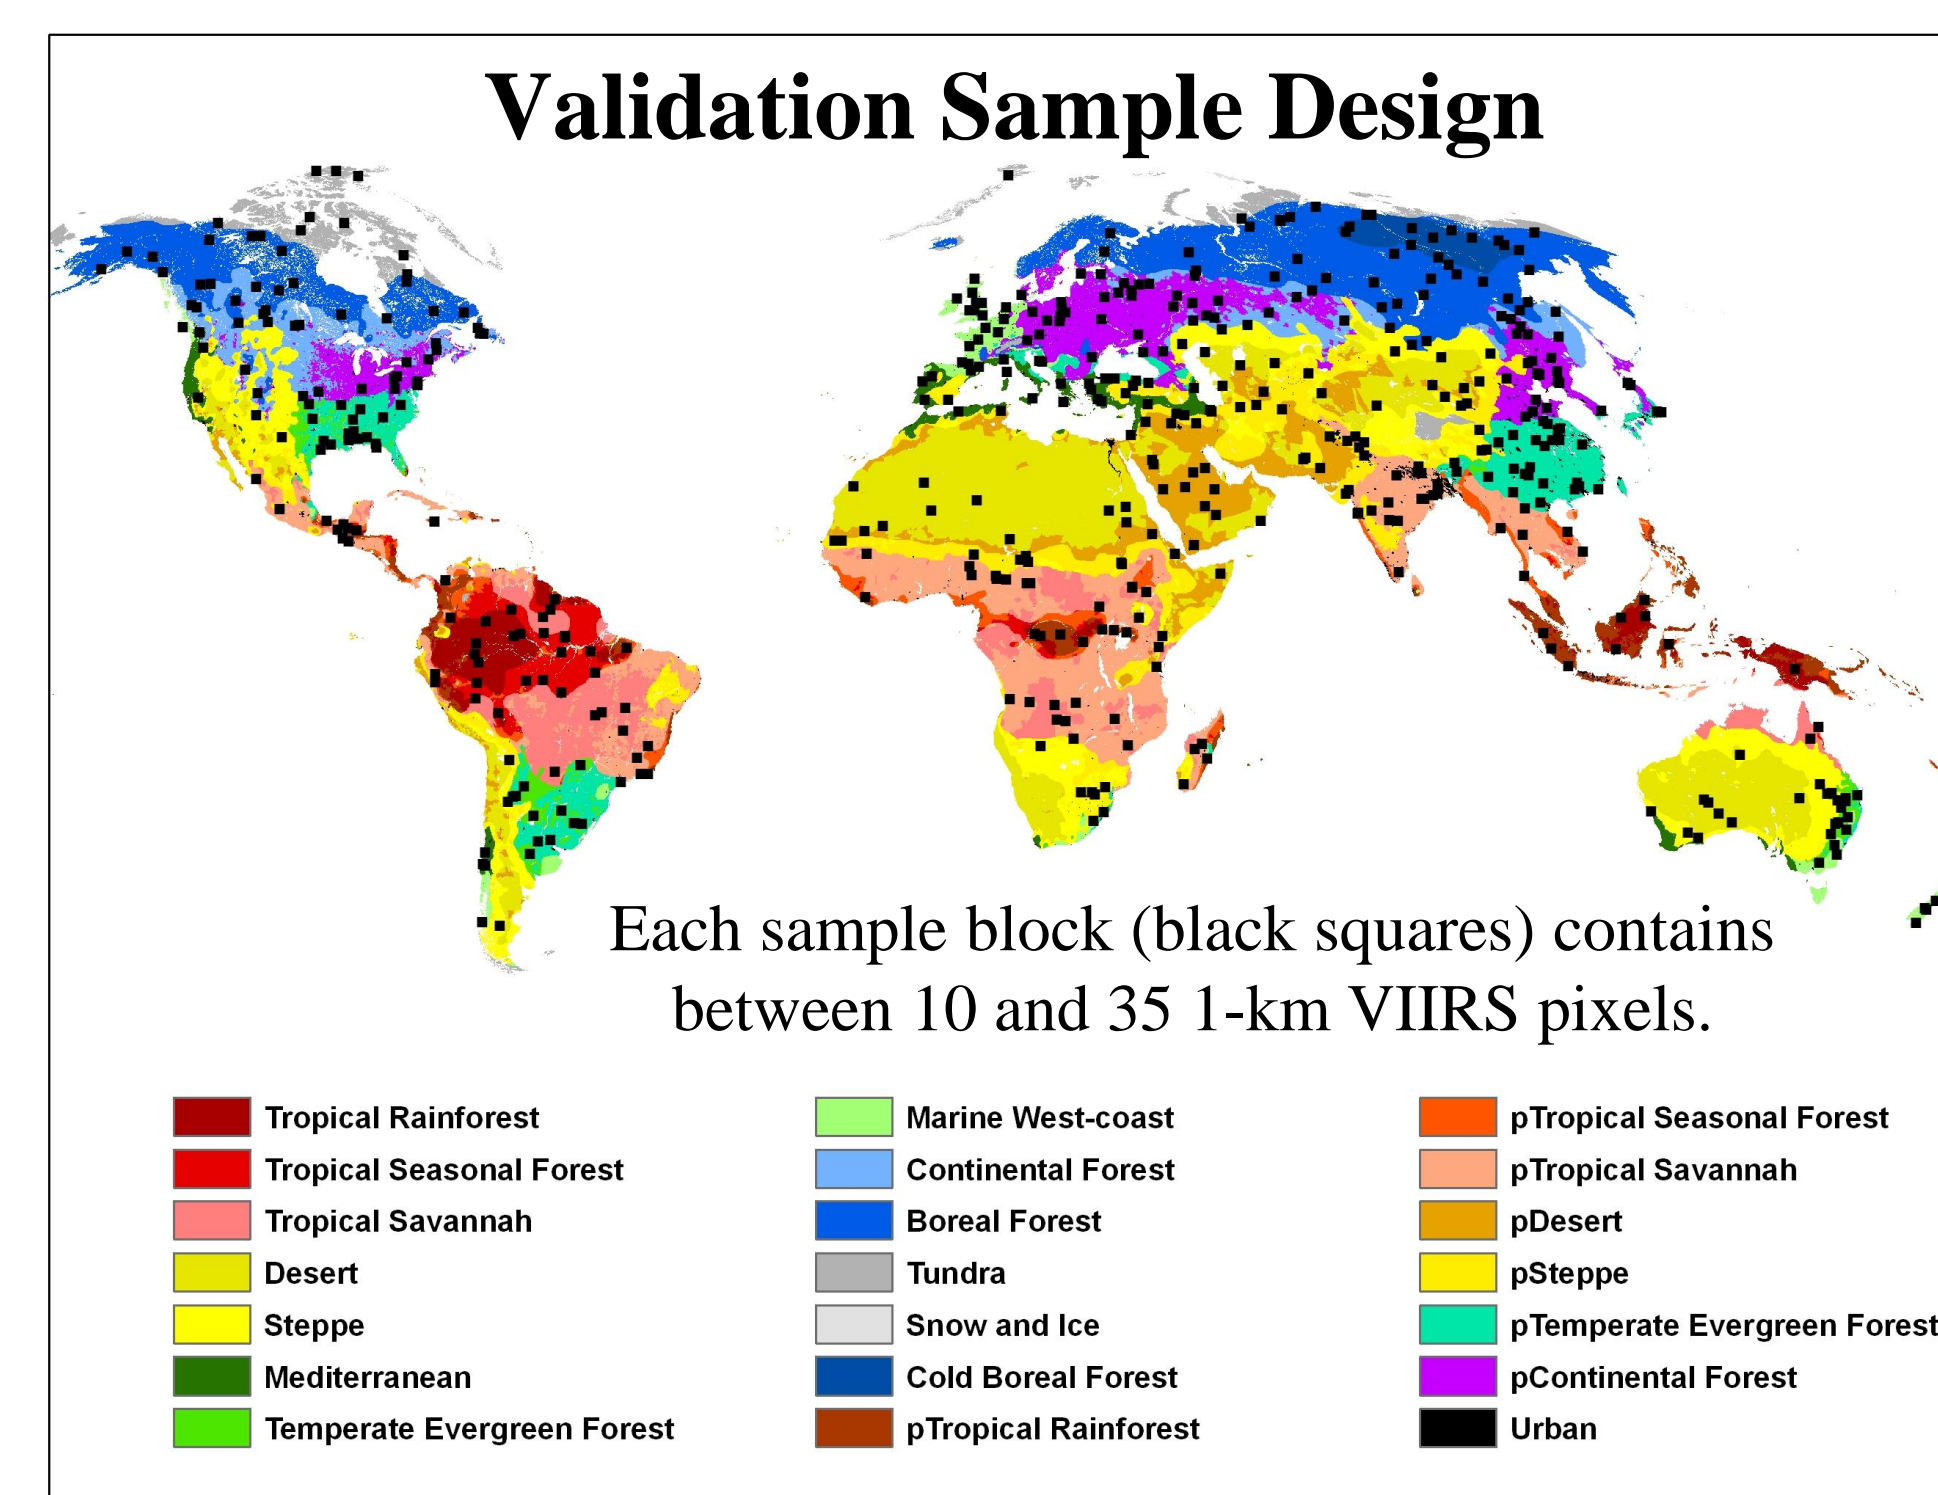 Validation Sample Design
Each sample block (black squares) contains
between 10 and 35 1-km VIIRS pixels.
Tropical Rainforest
Tropical Seasonal Forest
Tropical Savannah
Desert
Steppe
Mediterranean
Temperate Evergreen Forest
Marine West-coast
Continental Forest
Boreal Forest
Tundra
Snow and Ice
Cold Boreal Forest
pTropical Rainforest
pTropical Seasonal Forest
pTropical Savannah
pDesert
pSteppe
pTemperate Evergreen Forest
pContinental Forest
Urban